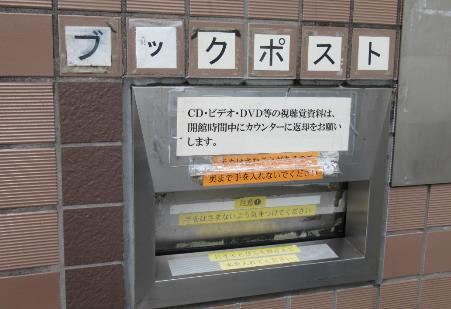 ブックポスト
CD・ビデオ・DVD等の視聴覚資料は、
開館時間中にカウンターに返却をお願い
します。
奥まで手を入れないでください
注意
手をはさまないよう気をつけてください